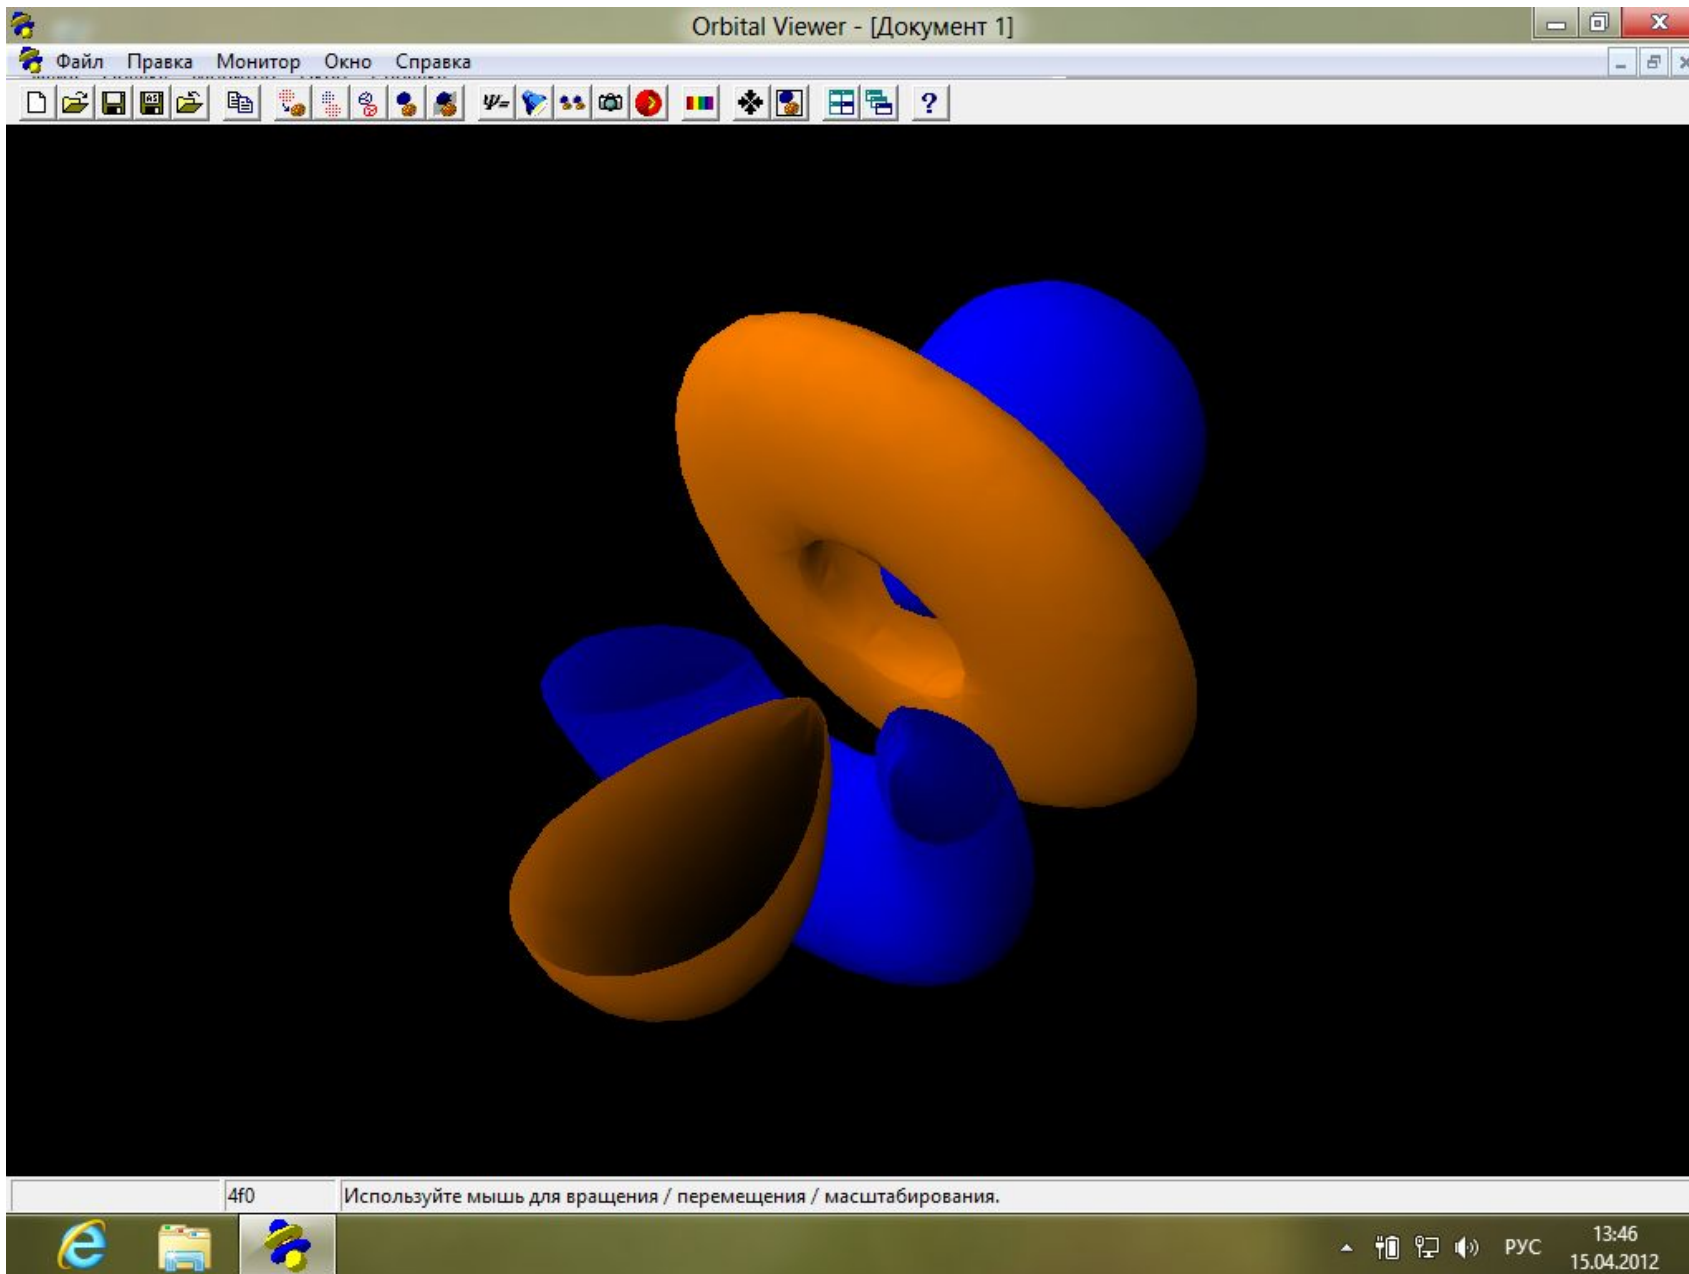 Orbital Viewer - [Документ 1]
Файл Правка Монитор Окно Справка
AS Ψ= ?
4f0 Используйте мышь для вращения / перемещения / масштабирования.
РУС 13:46
15.04.2012